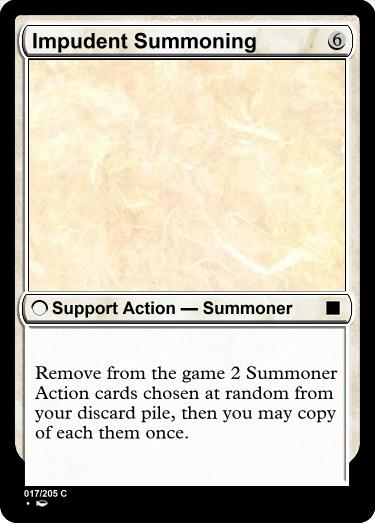 Impudent Summoning 6
Support Action — Summoner
Remove from the game 2 Summoner
Action cards chosen at random from
your discard pile, then you may copy
of each them once.
017/205 C